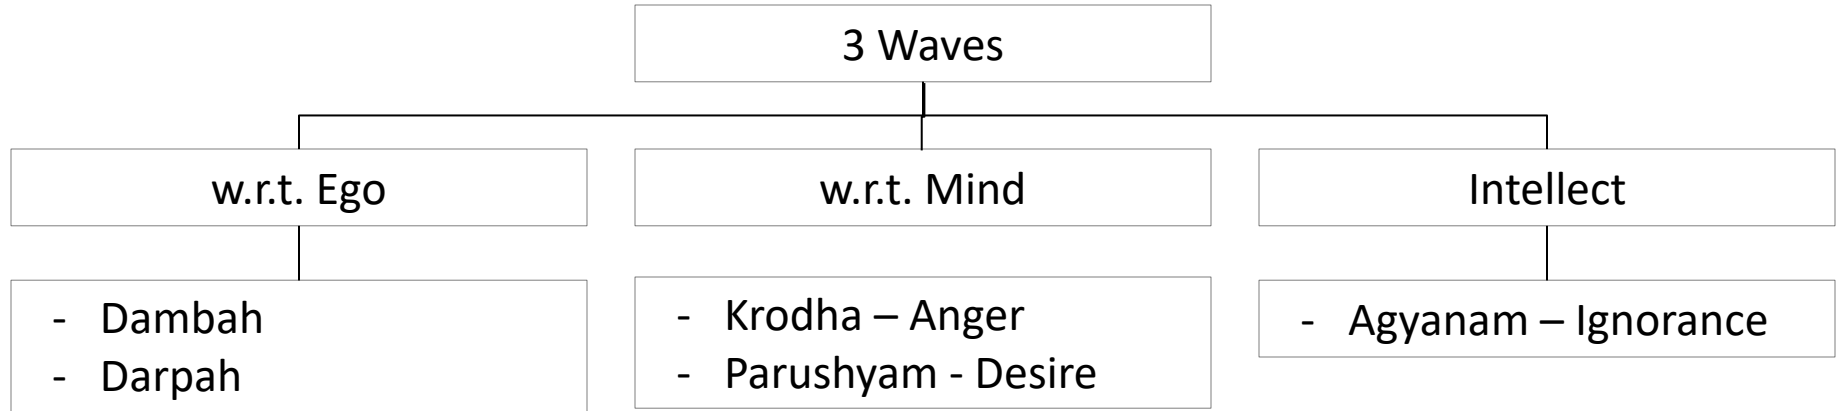 3 Waves
w.r.t. Ego
w.r.t. Mind
Intellect
- Dambah
- Darpah
- Krodha – Anger
- Parushyam - Desire
- Agyanam – Ignorance